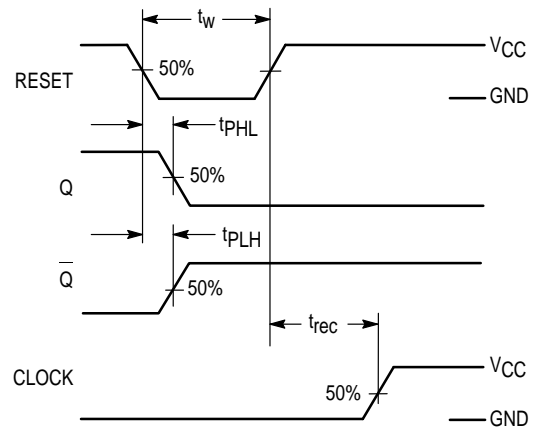 tw
VCC
50%
RESET
GND
tPHL
50%
Q
tPLH
Q
50%
trec
VCC
CLOCK
50%
GND